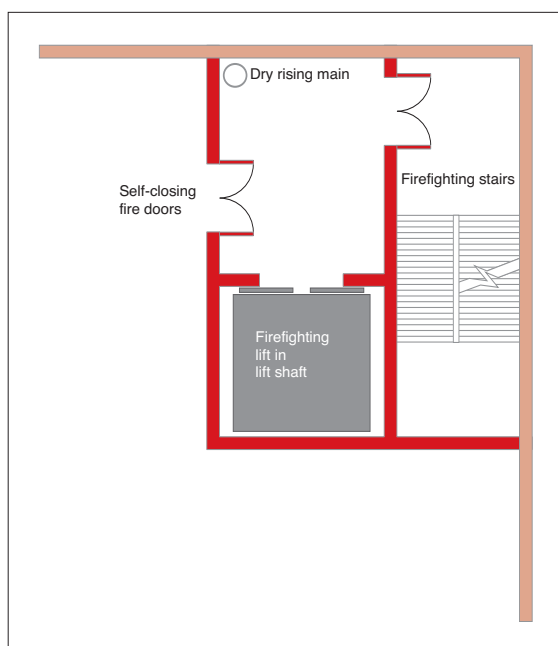 Dry rising main
Self-closing
fire doors
Firefighting stairs
Firefighting
lift in
lift shaft